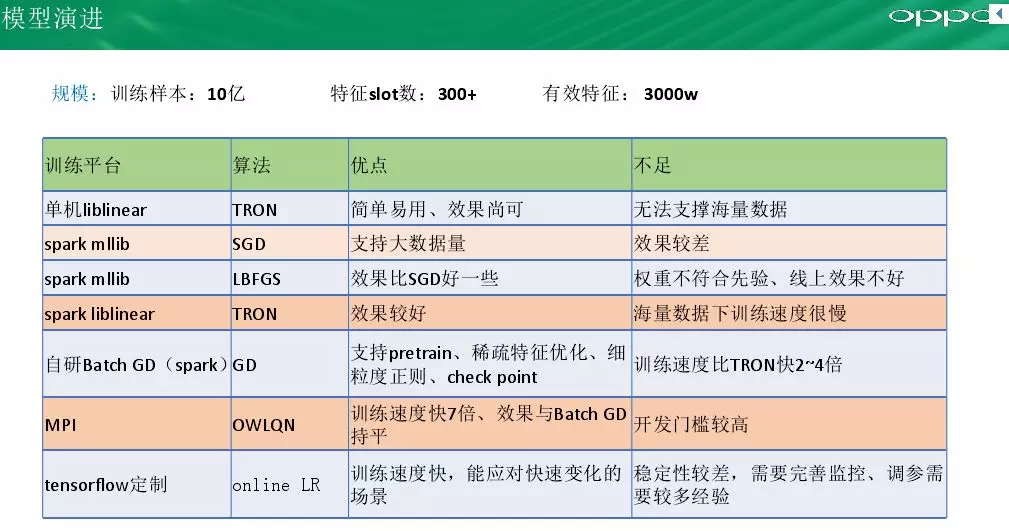 模型演进
oppo
规模：训练样本：10亿 特征slot数：300+ 有效特征：3000w
训练平台 算法 优点 不足
单机liblinear TRON 简单易用、效果尚可 无法支撑海量数据
spark mllib SGD 支持大数据量 效果较差
spark mllib LBFGS 效果比SGD好一些 权重不符合先验、线上效果不好
spark liblinear TRON 效果较好 海量数据下训练速度很慢
自研Batch GD（spark） GD 支持pretrain、稀疏特征优化、细
粒度正则、check point
训练速度比TRON快2~4倍
MPI OWLQN 训练速度快7倍、效果与Batch GD
持平
开发门槛较高
tensorflow定制 online LR 训练速度快，能应对快速变化的
场景
稳定性较差，需要完善监控、调参需
要较多经验